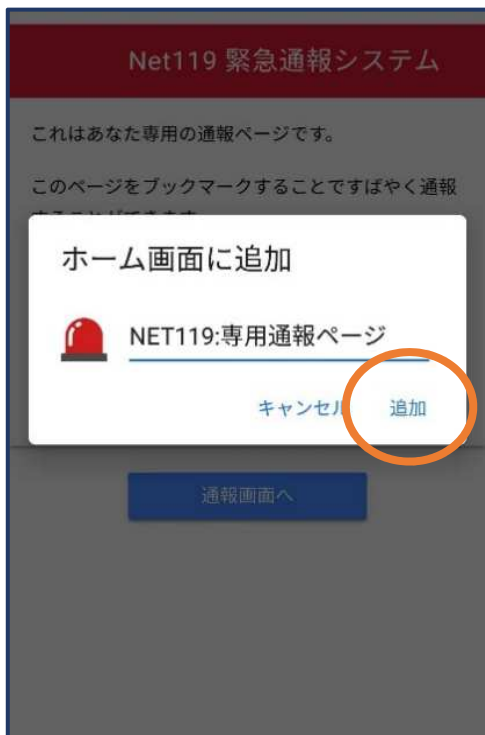 Net119 緊急通報システム
これはあなた専用の通報ページです。
このページをブックマークすることですばやく通報
ホーム画面に追加
NET119:専用通報ページ
キャンセル
追加
通報画面へ